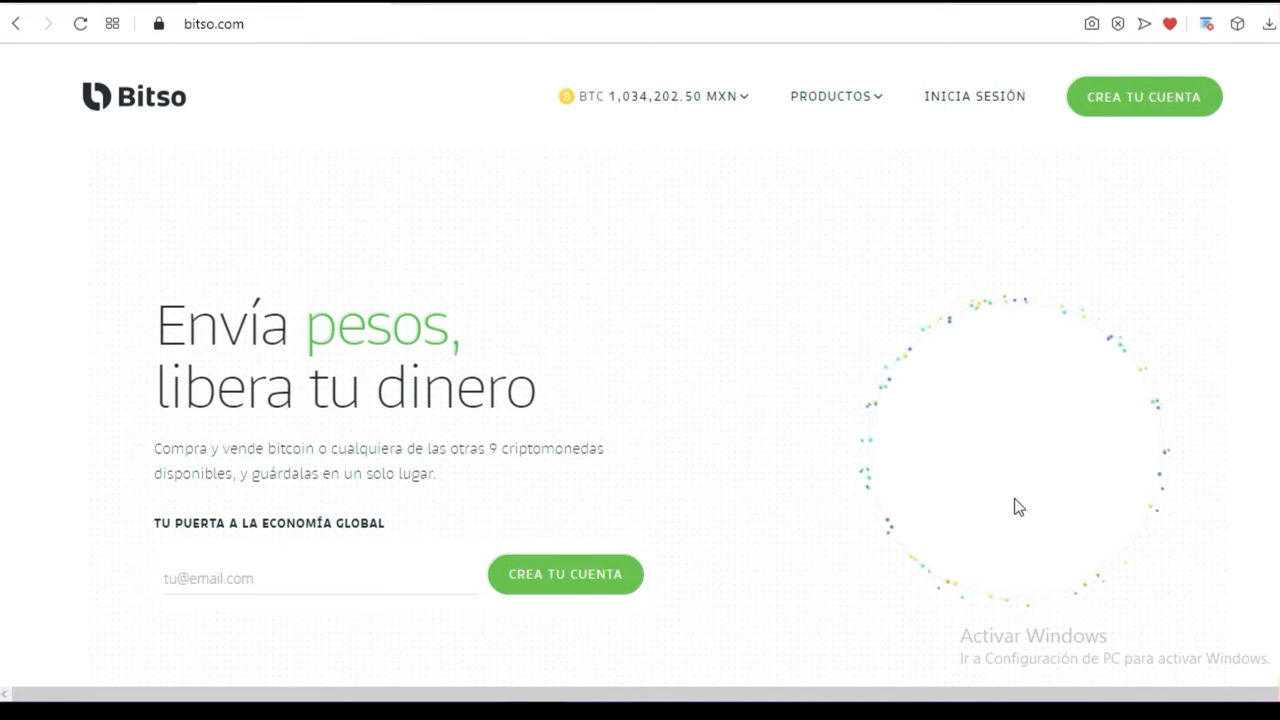 bitso.com
Bitso
BTC 1,034,202.50 MXN
PRODUCTOS
INICIA SESIÓN
CREA TU CUENTA
Envía pesos,
libera tu dinero
Compra y vende bitcoin o cualquiera de las otras 9 criptomonedas
disponibles, y guárdalas en un solo lugar.
TU PUERTA A LA ECONOMÍA GLOBAL
tu@email.com
CREA TU CUENTA
Activar Windows
Ir a Configuración de PC para activar Windows.